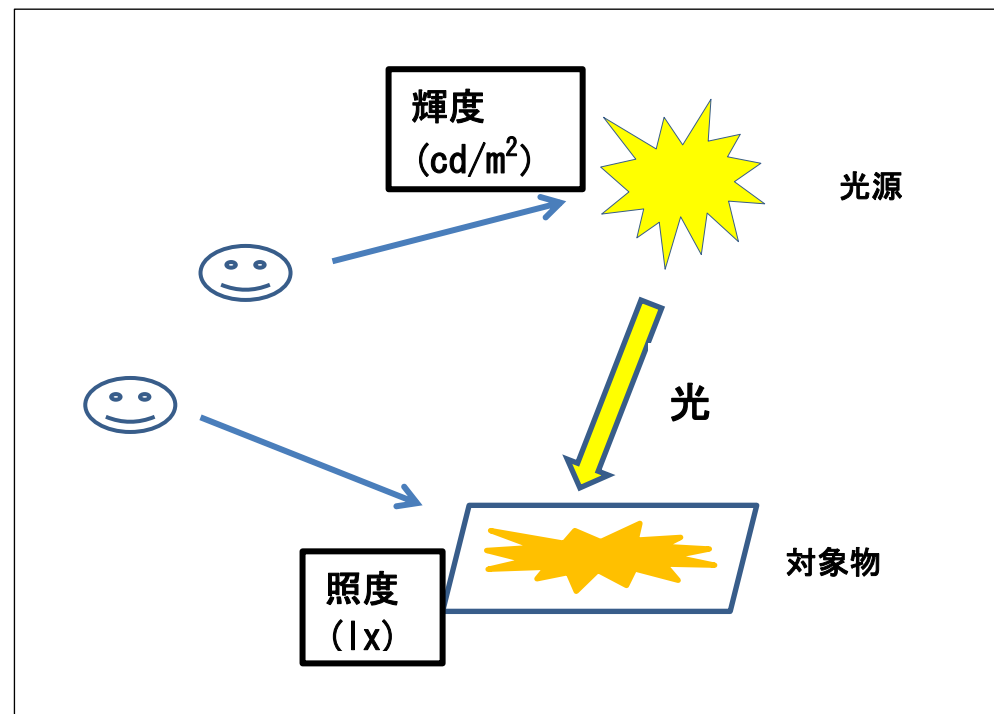 輝度
(cd/m²)
光源
光
対象物
照度
(lx)